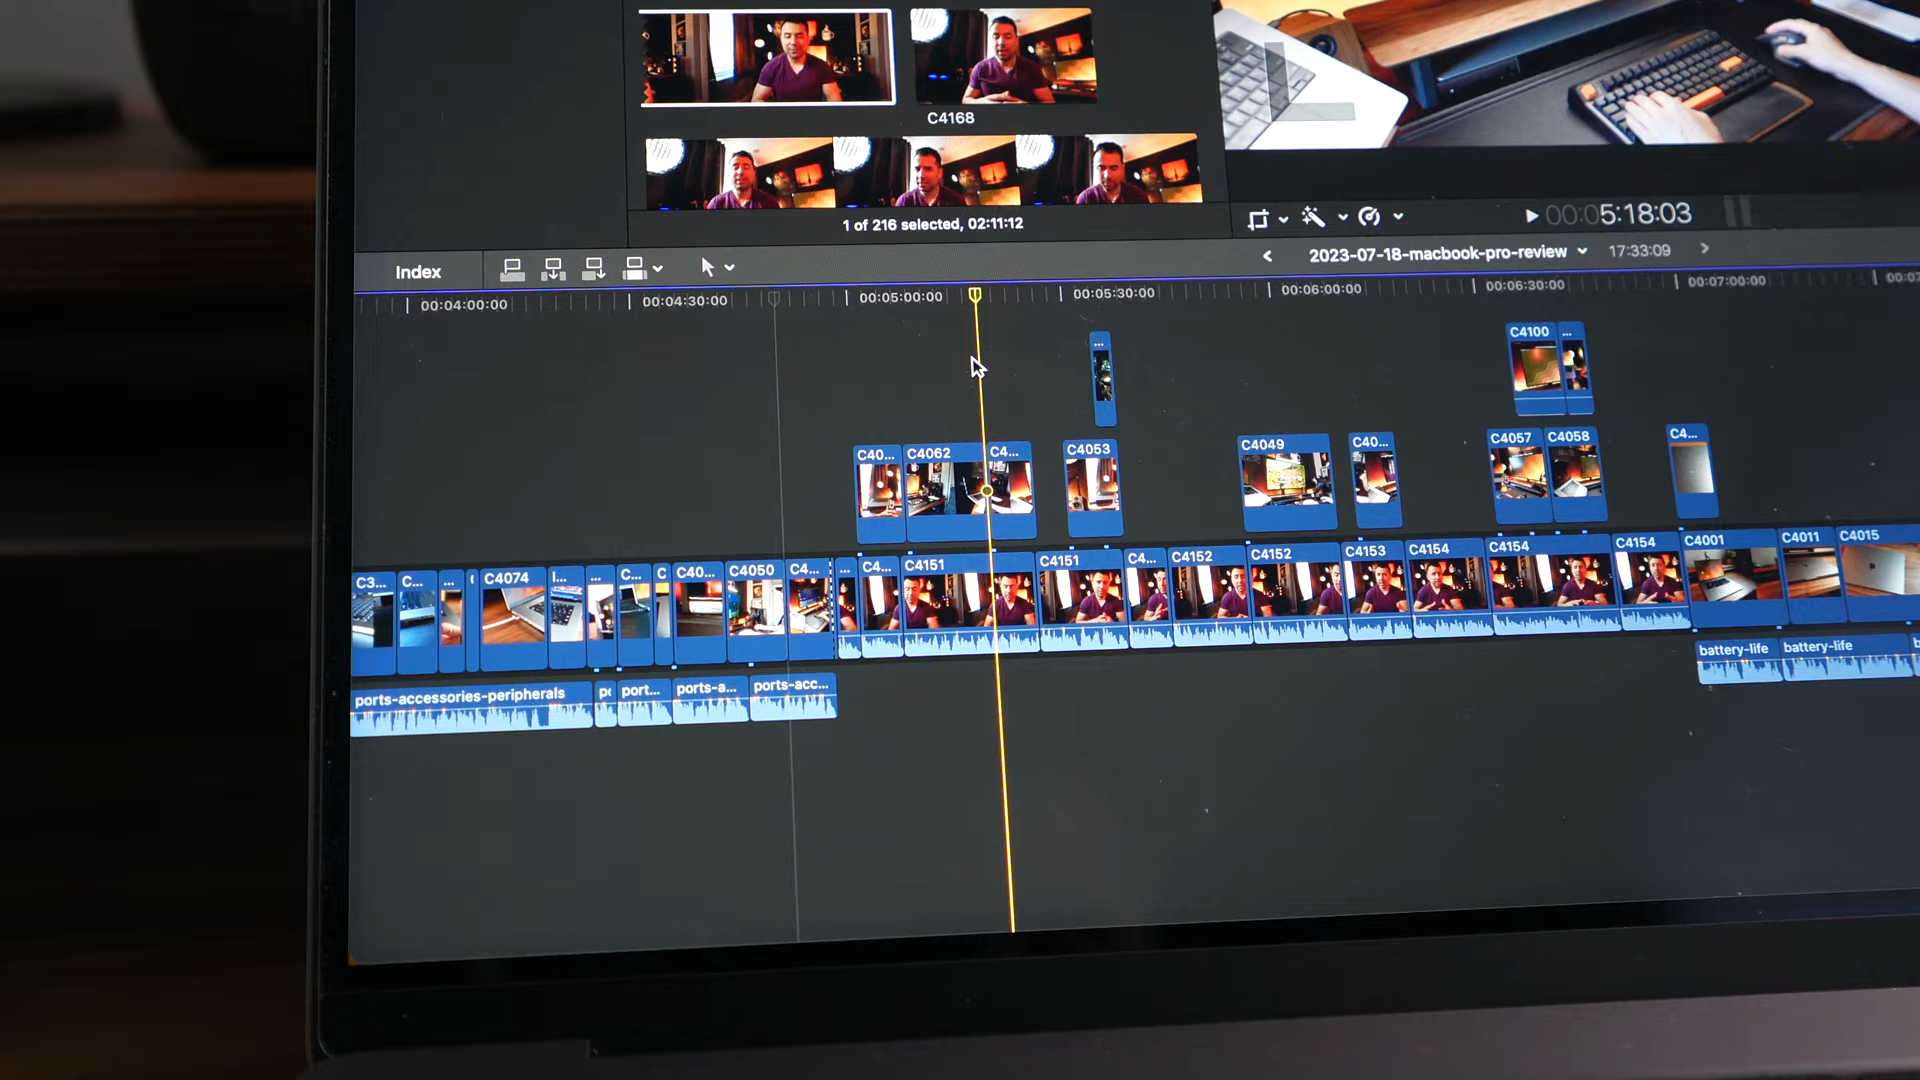 C4168
1 of 216 selected, 02:11:12
00:05:18:03
Index
2023-07-18-macbook-pro-review
17:33:09
00:04:00:00
00:04:30:00
00:05:00:00
00:05:30:00
00:06:00:00
00:06:30:00
00:07:00:00
C4100
...
...
C40...
C4062
C4...
C4053
C4049
C40...
C4057
C4058
C4...
C3...
C...
...
C4074
...
C...
C
C40...
C4050
C4...
...
C4...
C4151
C4151
C4...
C4152
C4152
C4153
C4154
C4154
C4154
C4001
C4011
C4015
ports-accessories-peripherals
port...
ports-a...
ports-acc...
battery-life
battery-life